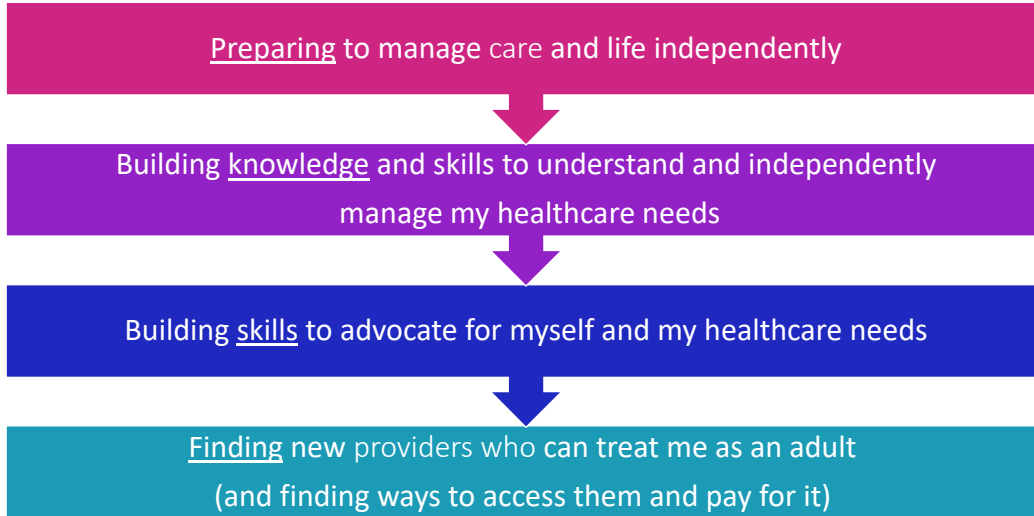 Preparing to manage care and life independently
Building knowledge and skills to understand and independently
manage my healthcare needs
Building skills to advocate for myself and my healthcare needs
Finding new providers who can treat me as an adult
(and finding ways to access them and pay for it)